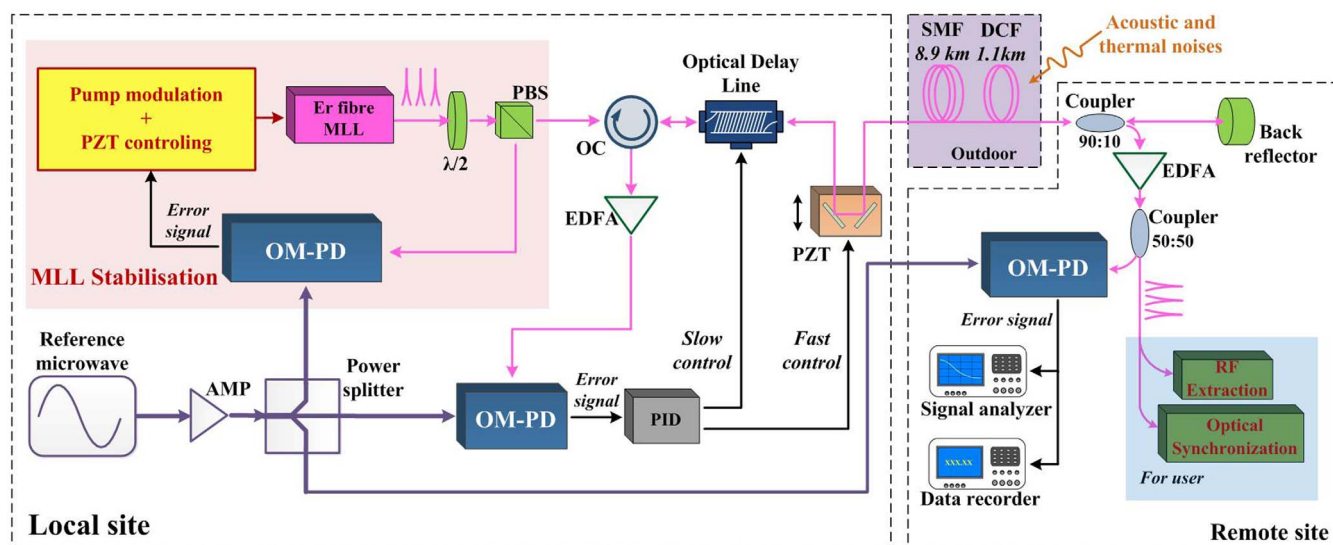 Pump modulation
+
PZT controling
Er fibre
MLL
λ/2
PBS
Error
signal
OM-PD
MLL Stabilisation
OC
Optical Delay
Line
EDFA
PZT
Slow
control
Fast
control
Reference
microwave
AMP
Power
splitter
OM-PD
Error
signal
PID
Local site
SMF
8.9 km
DCF
1.1km
Outdoor
Acoustic and
thermal noises
Coupler
90:10
Back
reflector
EDFA
Coupler
50:50
OM-PD
Error signal
Signal analyzer
XXX.XX
Data recorder
RF
Extraction
Optical
Synchronization
For user
Remote site